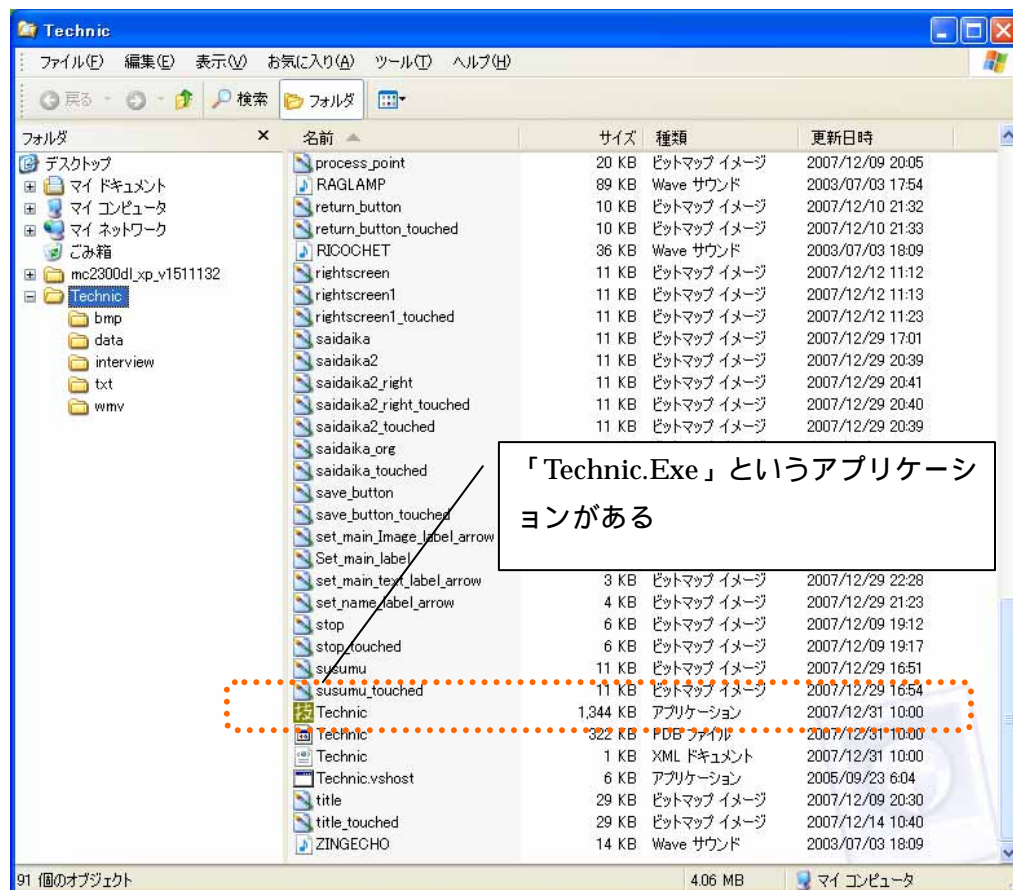 Technic
ファイル(F) 編集(E) 表示(V) お気に入り(A) ツール(T) ヘルプ(H)
戻る 検索 フォルダ
フォルダ × 名前 サイズ 種類 更新日時
デスクトップ
マイ ドキュメント
マイ コンピュータ
マイ ネットワーク
ごみ箱
mc2300dl_xp_v1511132
Technic
bmp
data
interview
txt
wmv
process_point 20 KB ビットマップ イメージ 2007/12/09 20:05
RAGLAMP 89 KB Wave サウンド 2003/07/03 17:54
return_button 10 KB ビットマップ イメージ 2007/12/10 21:32
return_button_touched 10 KB ビットマップ イメージ 2007/12/10 21:33
RICOCHET 36 KB Wave サウンド 2003/07/03 18:09
rightscreen 11 KB ビットマップ イメージ 2007/12/12 11:12
rightscreen1 11 KB ビットマップ イメージ 2007/12/12 11:13
rightscreen1_touched 11 KB ビットマップ イメージ 2007/12/12 11:23
saidaika 11 KB ビットマップ イメージ 2007/12/29 17:01
saidaika2 11 KB ビットマップ イメージ 2007/12/29 20:39
saidaika2_right 11 KB ビットマップ イメージ 2007/12/29 20:41
saidaika2_right_touched 11 KB ビットマップ イメージ 2007/12/29 20:40
saidaika2_touched 11 KB ビットマップ イメージ 2007/12/29 20:39
saidaika_org
saidaika_touched
save_button
save_button_touched
set_main_Image_label_arrow
Set_main_label
「Technic.Exe」というアプリケーシ
ョンがある
set_main_text_label_arrow 3 KB ビットマップ イメージ 2007/12/29 22:28
set_name_label_arrow 4 KB ビットマップ イメージ 2007/12/29 21:23
stop 6 KB ビットマップ イメージ 2007/12/09 19:12
stop_touched 6 KB ビットマップ イメージ 2007/12/09 19:17
susumu 11 KB ビットマップ イメージ 2007/12/29 16:51
susumu_touched 11 KB ビットマップ イメージ 2007/12/29 16:54
Technic 1,344 KB アプリケーション 2007/12/31 10:00
Technic 322 KB PDB ファイル 2007/12/31 10:00
Technic 1 KB XML ドキュメント 2007/12/31 10:00
Technic.vshost 6 KB アプリケーション 2005/09/23 6:04
title 29 KB ビットマップ イメージ 2007/12/09 20:30
title_touched 29 KB ビットマップ イメージ 2007/12/14 10:40
ZINGECHO 14 KB Wave サウンド 2003/07/03 18:09
91 個のオブジェクト 4.06 MB マイ コンピュータ